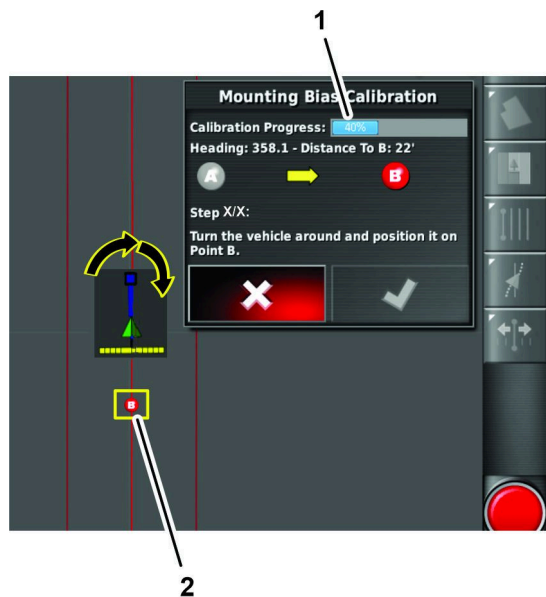 1
Mounting Bias Calibration
Calibration Progress: 40%
Heading: 358.1 - Distance To B: 22'
A B
Step X/X:
Turn the vehicle around and position it on
Point B.
B
2